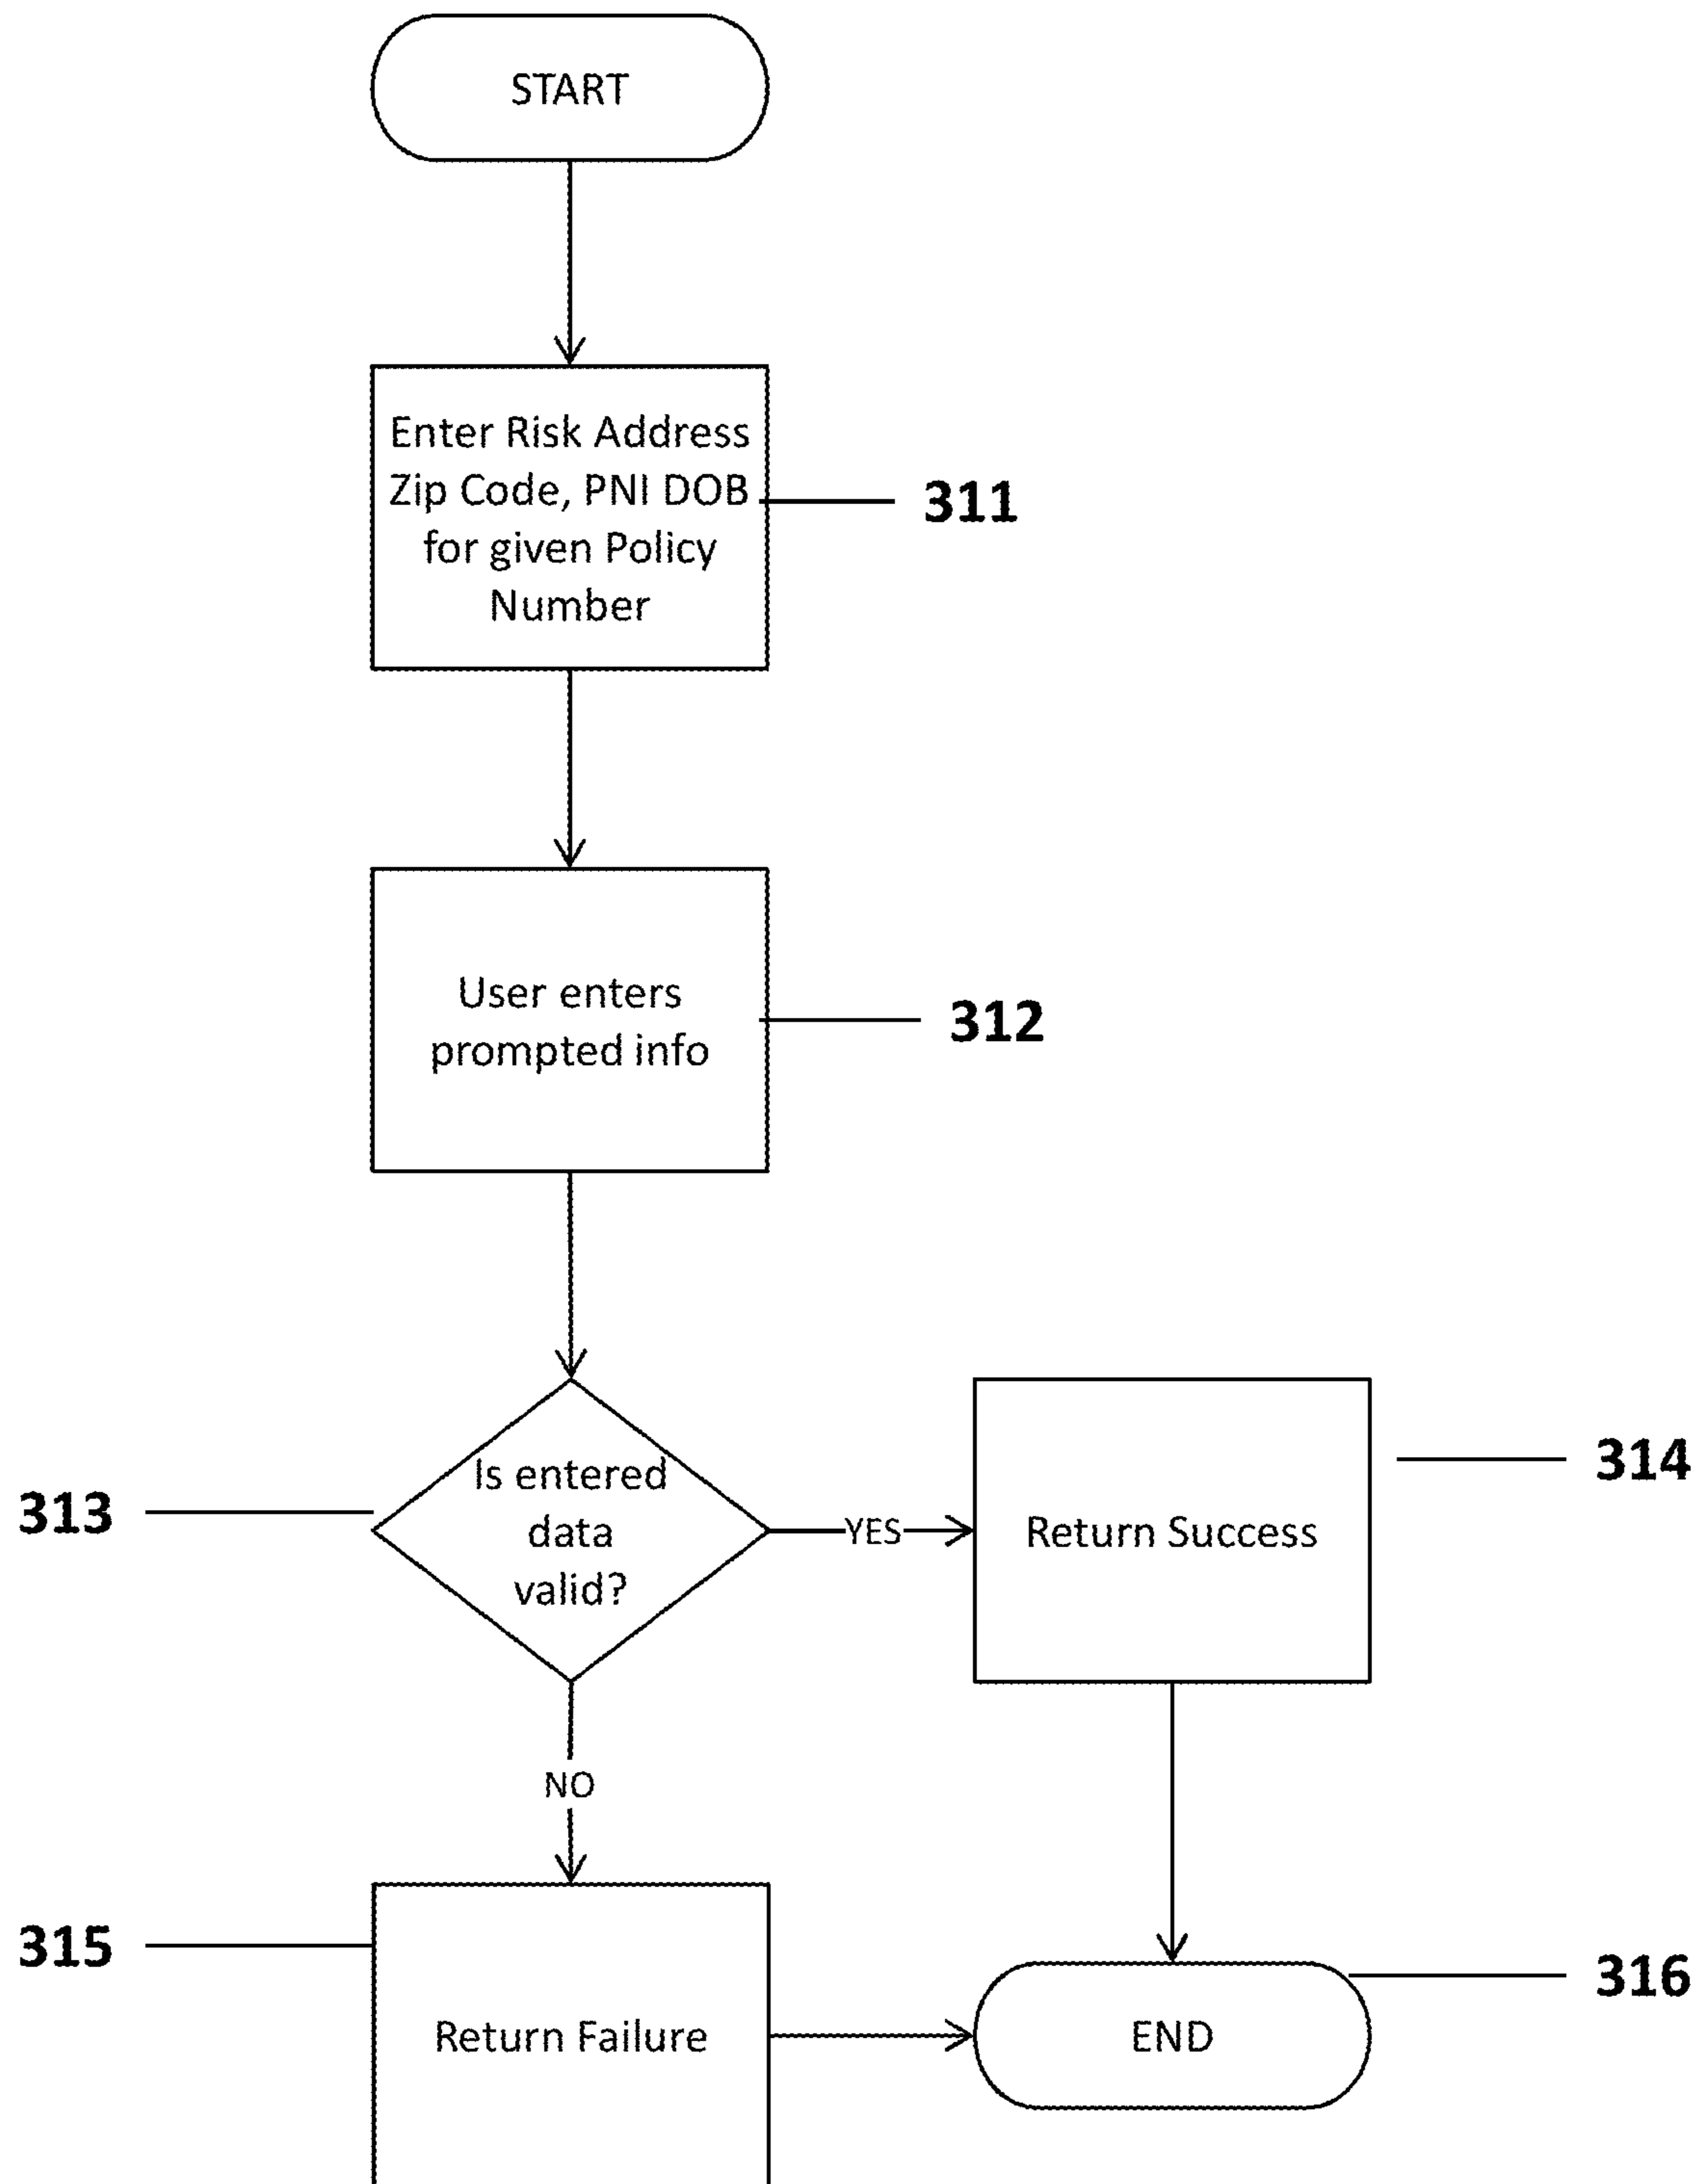 START
Enter Risk Address
Zip Code, PNI DOB
for given Policy
Number
311
User enters
prompted info
312
313
Is entered
data
valid?
YES
Return Success
314
NO
315
Return Failure
END
316